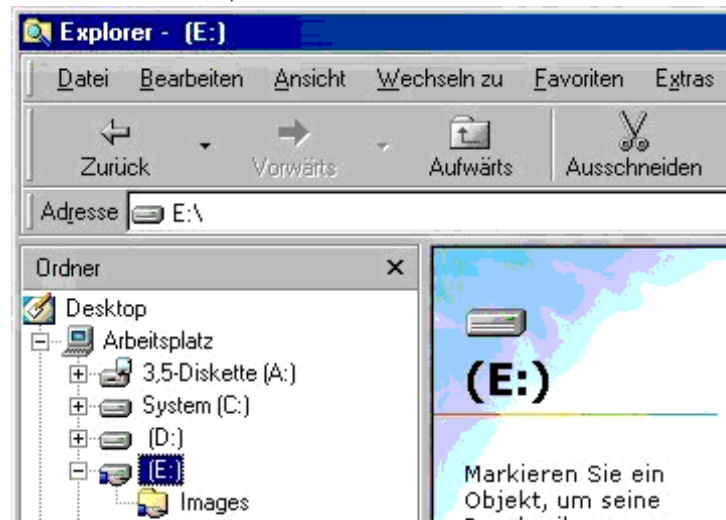 Explorer - (E:)
Datei Bearbeiten Ansicht Wechseln zu Favoriten Extras
Zurück Vorwärts Aufwärts Ausschneiden
Adresse E:\
Ordner
Desktop
Arbeitsplatz
3,5-Diskette (A:)
System (C:)
(D:)
(E:)
Images
(E:)
Markieren Sie ein
Objekt, um seine